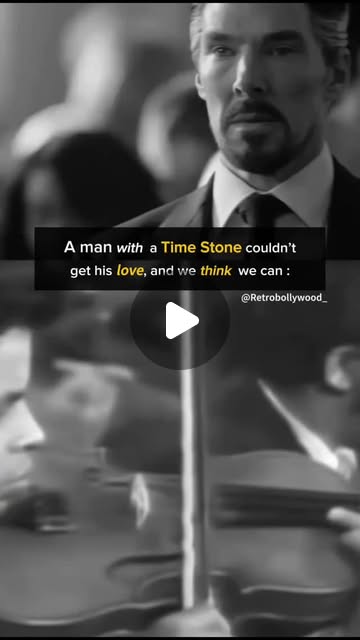 A man with a Time Stone couldn’t
get his love, and we think we can :
@Retrobollywood_